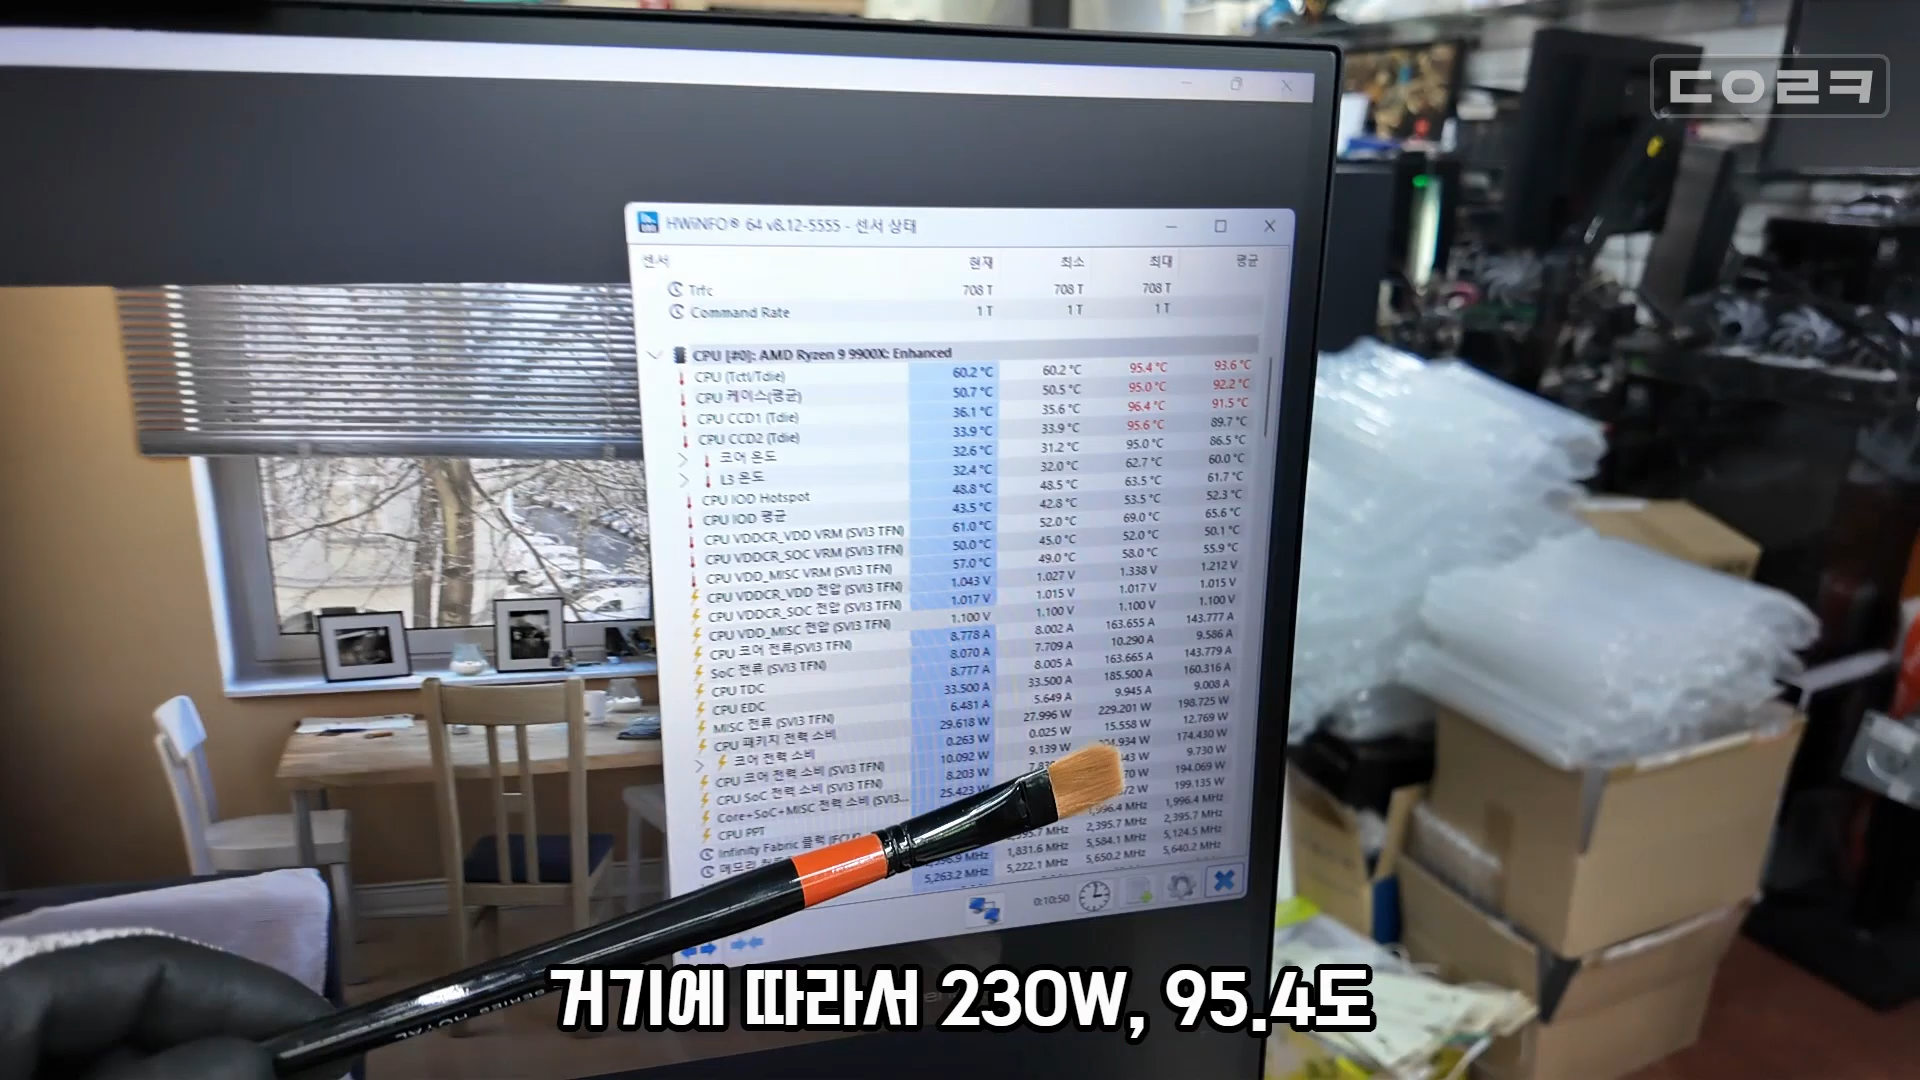 ㄷㅇㄹㅋ
HWiNFO® 64 v8.12-5555 - 센서 상태
센서 현재 최소 최대 평균
Trfc 708 T 708 T 708 T
Command Rate 1 T 1 T 1 T
CPU [#0]: AMD Ryzen 9 9900X: Enhanced
CPU (Tctl/Tdie) 60.2 °C 60.2 °C 95.4 °C 93.6 °C
CPU 케이스(평균) 50.7 °C 50.5 °C 95.0 °C 92.2 °C
CPU CCD1 (Tdie) 36.1 °C 35.6 °C 96.4 °C 91.5 °C
CPU CCD2 (Tdie) 33.9 °C 33.9 °C 95.6 °C 89.7 °C
코어 온도 32.6 °C 31.2 °C 95.0 °C 86.5 °C
L3 온도 32.4 °C 32.0 °C 62.7 °C 60.0 °C
CPU IOD Hotspot 48.8 °C 48.5 °C 63.5 °C 61.7 °C
CPU IOD 평균 43.5 °C 42.8 °C 53.5 °C 52.3 °C
CPU VDDCR_VDD VRM (SVI3 TFN) 61.0 °C 52.0 °C 69.0 °C 65.6 °C
CPU VDDCR_SOC VRM (SVI3 TFN) 50.0 °C 45.0 °C 52.0 °C 50.1 °C
CPU VDD_MISC VRM (SVI3 TFN) 57.0 °C 49.0 °C 58.0 °C 55.9 °C
CPU VDDCR_VDD 전압 (SVI3 TFN) 1.043 V 1.027 V 1.338 V 1.212 V
CPU VDDCR_SOC 전압 (SVI3 TFN) 1.017 V 1.015 V 1.017 V 1.015 V
CPU VDD_MISC 전압 (SVI3 TFN) 1.100 V 1.100 V 1.100 V 1.100 V
CPU 코어 전류(SVI3 TFN) 8.778 A 8.002 A 163.655 A 143.777 A
SoC 전류 (SVI3 TFN) 8.070 A 7.709 A 10.290 A 9.586 A
CPU TDC 8.777 A 8.005 A 163.665 A 143.779 A
CPU EDC 33.500 A 33.500 A 185.500 A 160.316 A
MISC 전류 (SVI3 TFN) 6.481 A 5.649 A 9.945 A 9.008 A
CPU 패키지 전력 소비 29.618 W 27.996 W 229.201 W 198.725 W
코어 전력 소비 0.263 W 0.025 W 15.558 W 12.769 W
CPU 코어 전력 소비 (SVI3 TFN) 10.092 W 9.139 W 174.430 W
CPU SoC 전력 소비 (SVI3 TFN) 8.203 W 9.730 W
Core+SoC+MISC 전력 소비 (SVI3... 25.423 W 194.069 W
CPU PPT 199.135 W
Infinity Fabric 클럭 1,996.4 MHz 1,996.4 MHz
2,395.7 MHz 2,395.7 MHz
1,831.6 MHz 5,584.1 MHz 5,124.5 MHz
5,263.2 MHz 5,222.1 MHz 5,650.2 MHz 5,640.2 MHz
0:10:50
거기에 따라서 230W, 95.4도